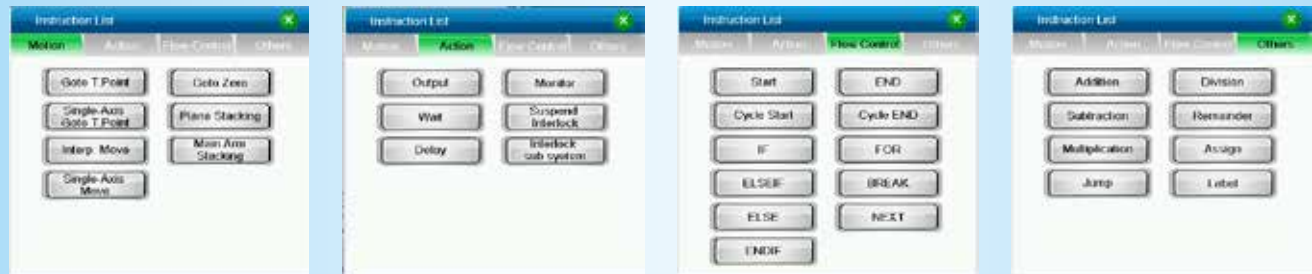 Instruction List
Motion Action Flow Control Others
Goto T.Point Goto Zero
Single-Axis
Goto T.Point
Plane Stacking
Interp. Move
Main Arm
Stacking
Single-Axis
Move
Instruction List
Motion Action Flow Control Others
Output Monitor
Wait
Suspend
Interlock
Delay
Interlock
sub system
Instruction List
Motion Action Flow Control Others
Start END
Cycle Start Cycle END
IF FOR
ELSEIF BREAK
ELSE NEXT
ENDIF
Instruction List
Motion Action Flow Control Others
Addition Division
Subtraction Remainder
Multiplication Assign
Jump Label